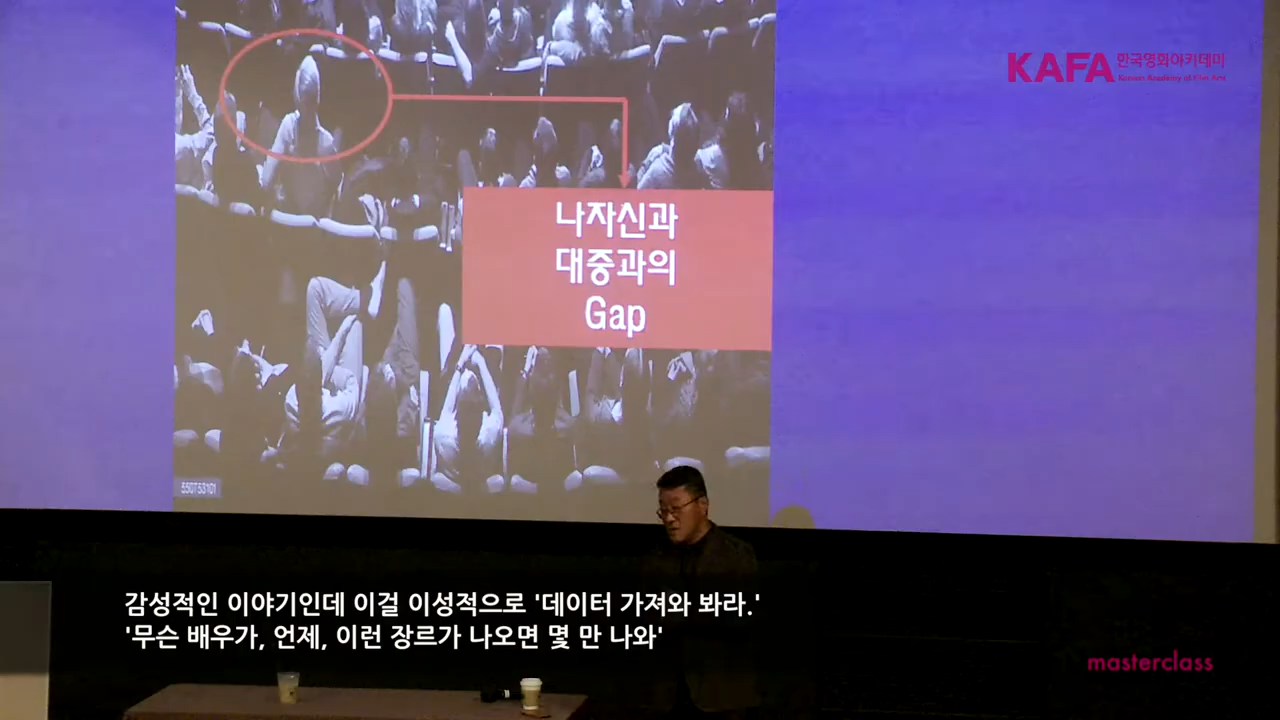 KAFA 한국영화아카데미
Korean Academy of Film Arts
나자신과
대중과의
Gap
550753101
감성적인 이야기인데 이걸 이성적으로 '데이터 가져와 봐라.'
'무슨 배우가, 언제, 이런 장르가 나오면 몇 만 나와'
masterclass